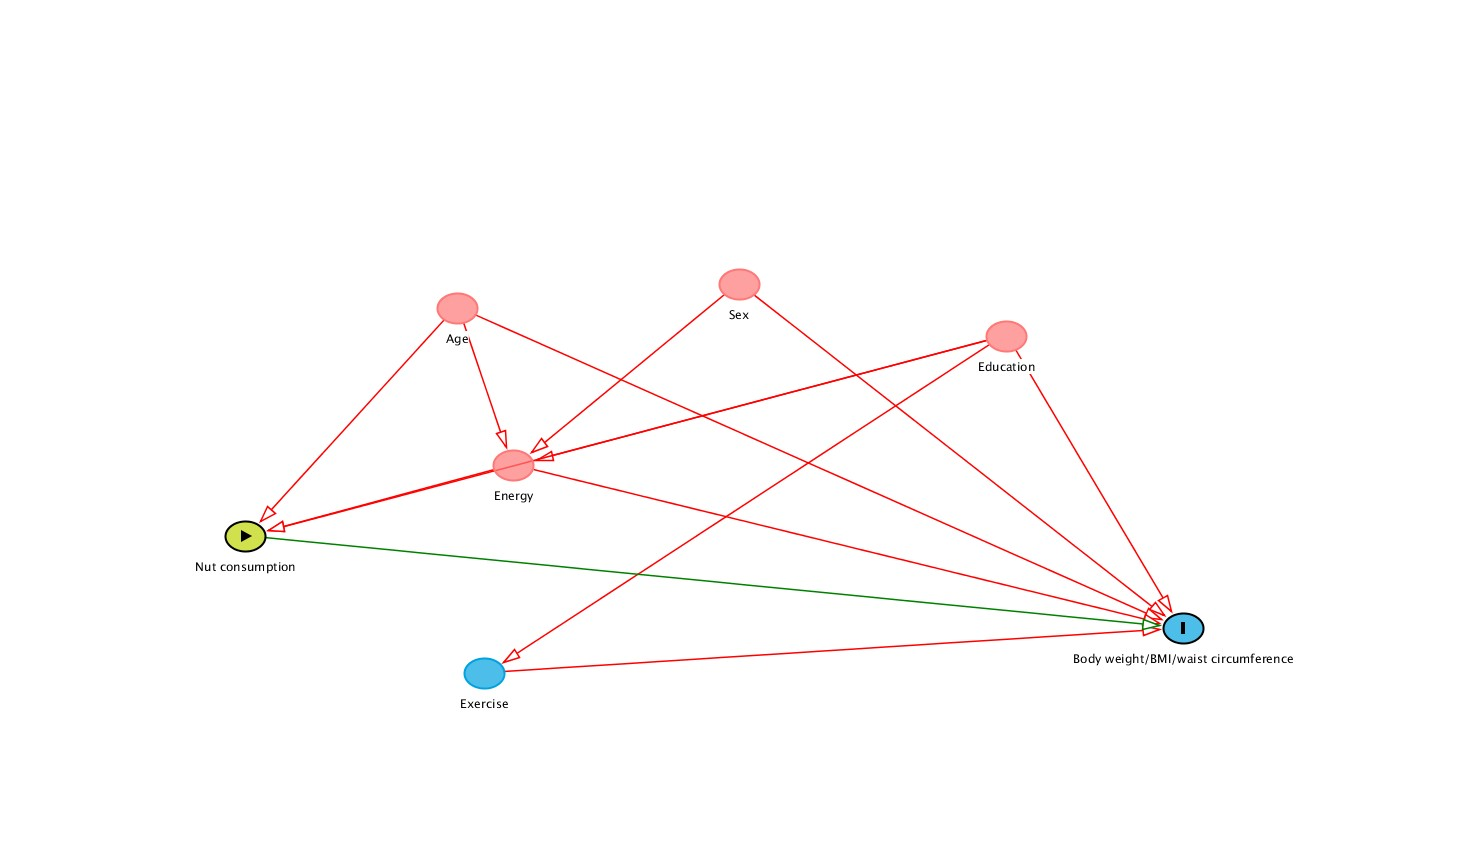 Sex
Age
Education
Energy
Nut consumption
Body weight/BMI/waist circumference
Exercise